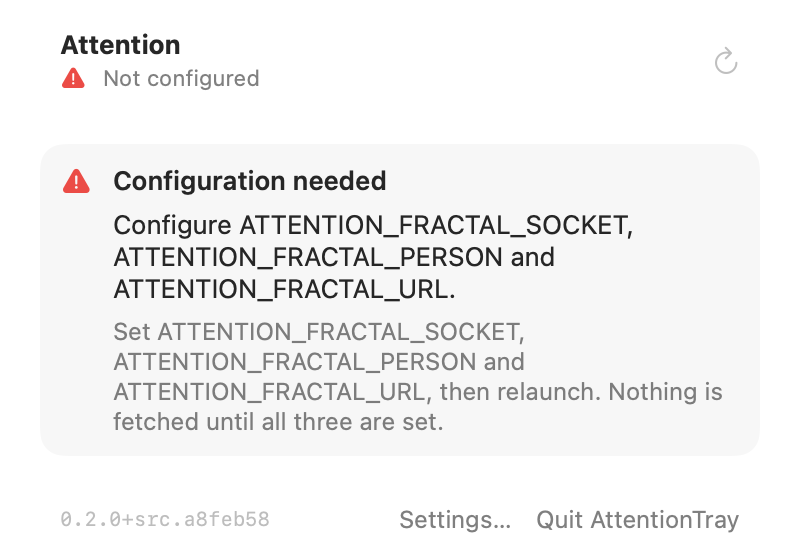 Attention
Not configured
Configuration needed
Configure ATTENTION_FRACTAL_SOCKET,
ATTENTION_FRACTAL_PERSON and
ATTENTION_FRACTAL_URL.
Set ATTENTION_FRACTAL_SOCKET,
ATTENTION_FRACTAL_PERSON and
ATTENTION_FRACTAL_URL, then relaunch. Nothing is
fetched until all three are set.
0.2.0+src.a8feb58
Settings...
Quit AttentionTray